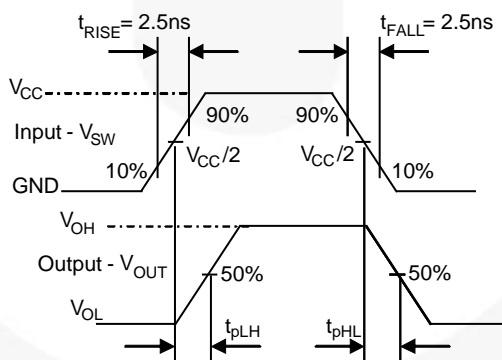 tRISE = 2.5ns
tFALL = 2.5ns
VCC
90%
90%
Input - VSW
VCC/2
VCC/2
10%
10%
GND
VOH
Output - VOUT
50%
50%
VOL
tpLH
tpHL